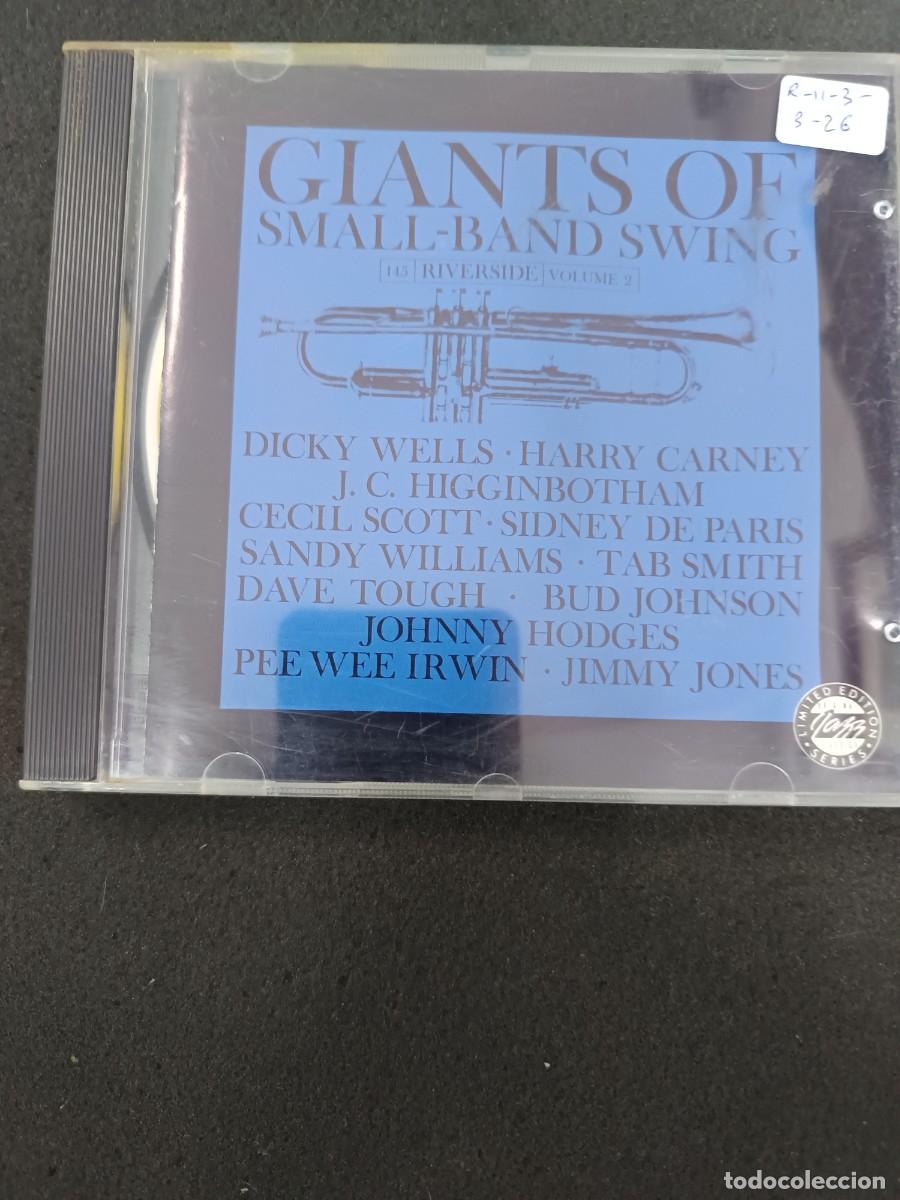 R-11-3-
3-26
GIANTS OF
SMALL-BAND SWING
145 RIVERSIDE VOLUME 2
DICKY WELLS · HARRY CARNEY
J. C. HIGGINBOTHAM
CECIL SCOTT · SIDNEY DE PARIS
SANDY WILLIAMS · TAB SMITH
DAVE TOUGH · BUD JOHNSON
JOHNNY HODGES
PEE WEE IRWIN · JIMMY JONES
LIMITED EDITION
Jazz
· SERIES ·
todocoleccion